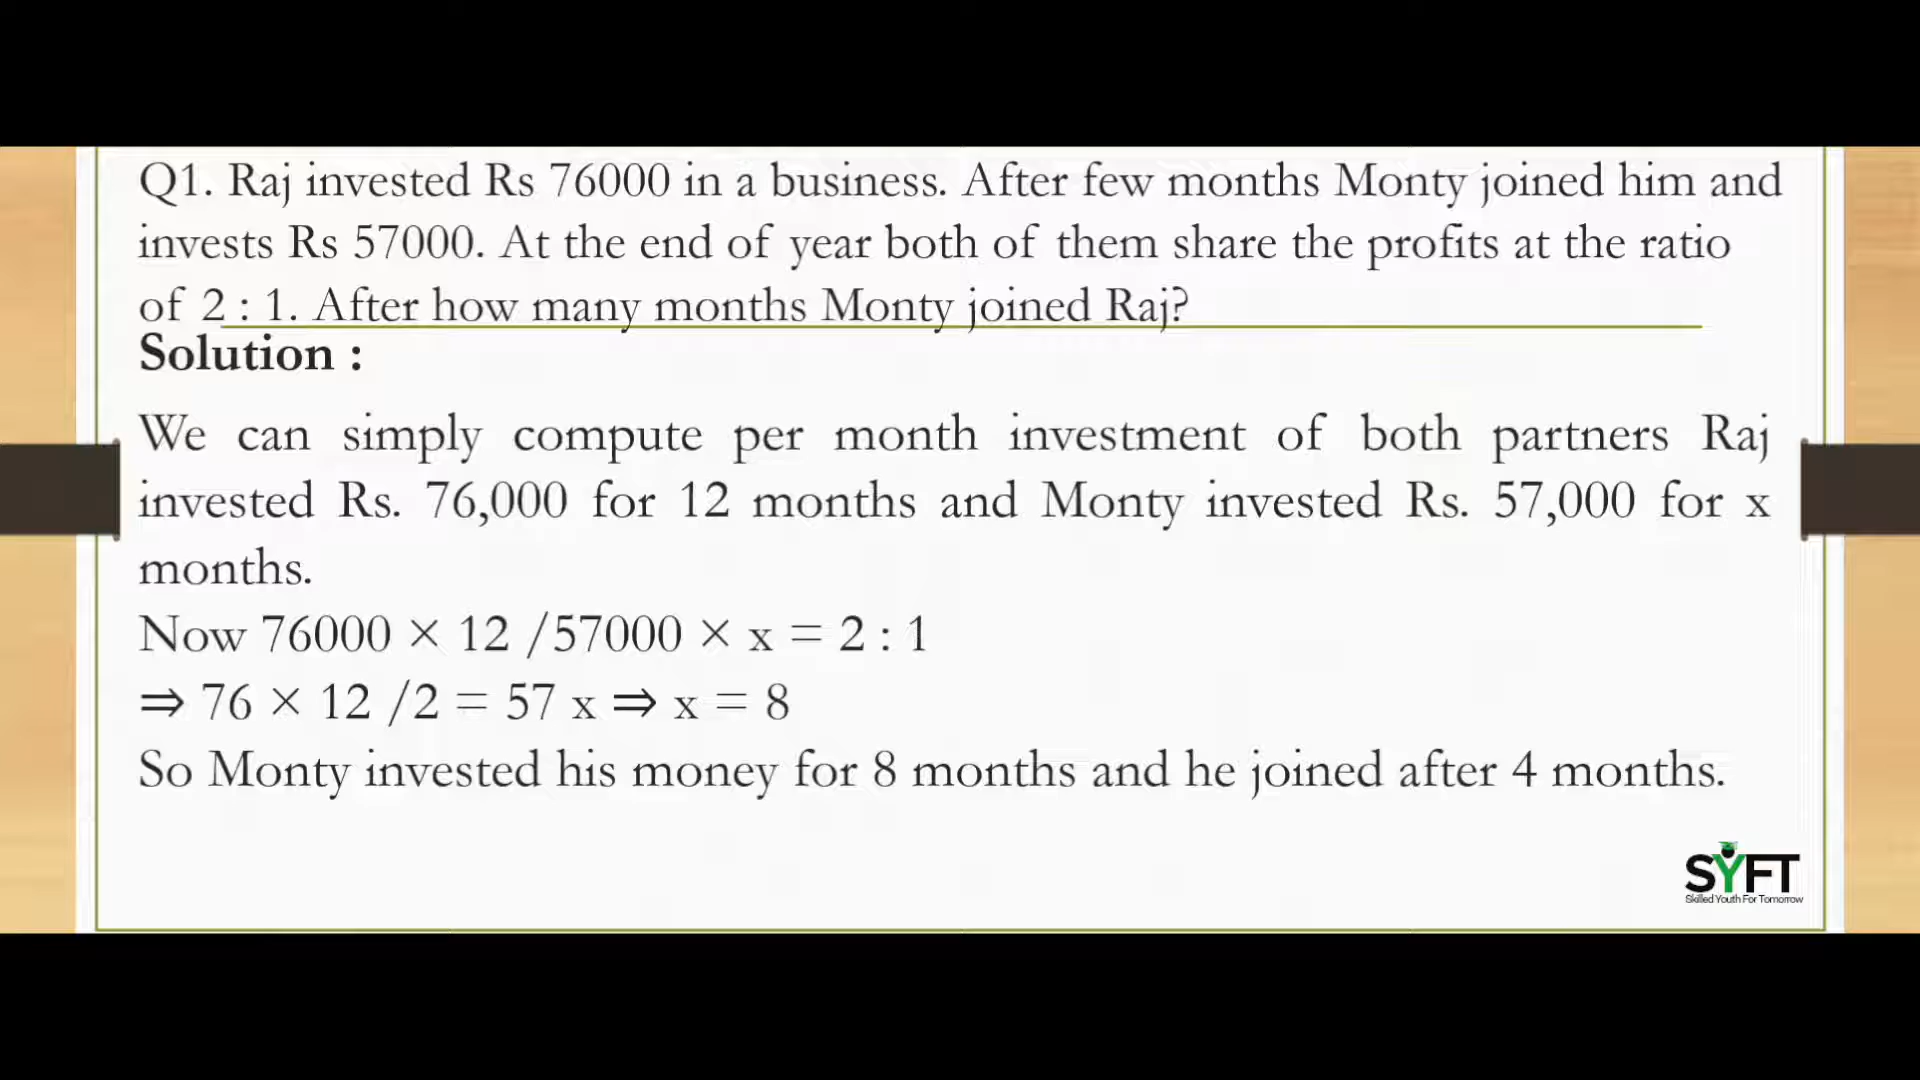 Q1. Raj invested Rs 76000 in a business. After few months Monty joined him and
invests Rs 57000. At the end of year both of them share the profits at the ratio
of 2 : 1. After how many months Monty joined Raj?
Solution :
We can simply compute per month investment of both partners Raj
invested Rs. 76,000 for 12 months and Monty invested Rs. 57,000 for x
months.
Now 76000 × 12 /57000 × x = 2 : 1
⇒ 76 × 12 /2 = 57 x ⇒ x = 8
So Monty invested his money for 8 months and he joined after 4 months.
SYFT
Skilled Youth For Tomorrow